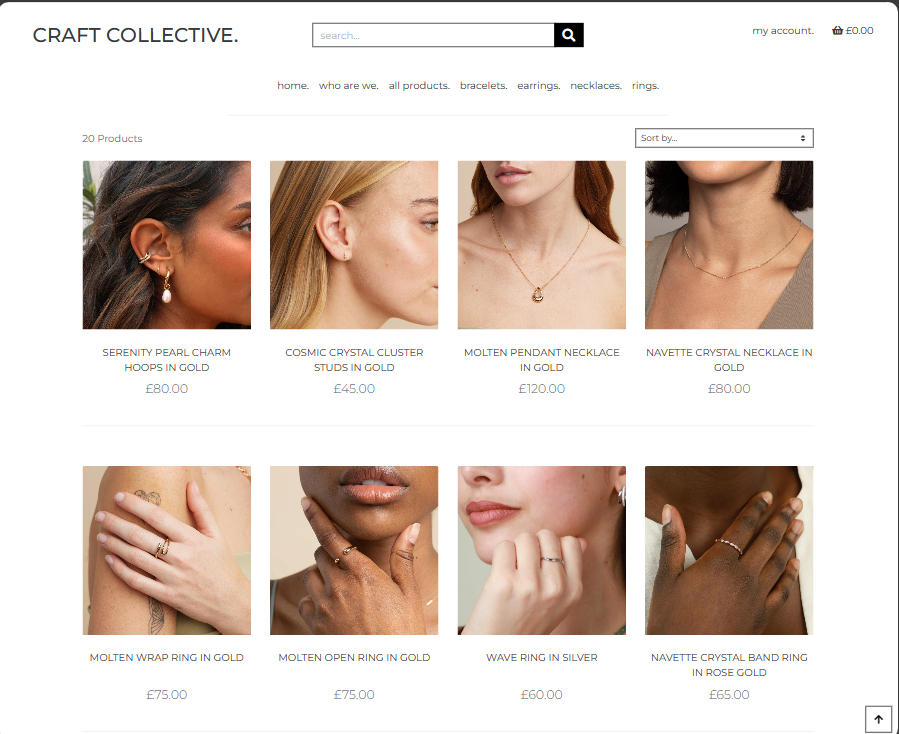 CRAFT COLLECTIVE.
search...
my account.
£0.00
home. who are we. all products. bracelets. earrings. necklaces. rings.
20 Products
Sort by...
SERENITY PEARL CHARM
HOOPS IN GOLD
£80.00
COSMIC CRYSTAL CLUSTER
STUDS IN GOLD
£45.00
MOLTEN PENDANT NECKLACE
IN GOLD
£120.00
NAVETTE CRYSTAL NECKLACE IN
GOLD
£80.00
MOLTEN WRAP RING IN GOLD
£75.00
MOLTEN OPEN RING IN GOLD
£75.00
WAVE RING IN SILVER
£60.00
NAVETTE CRYSTAL BAND RING
IN ROSE GOLD
£65.00